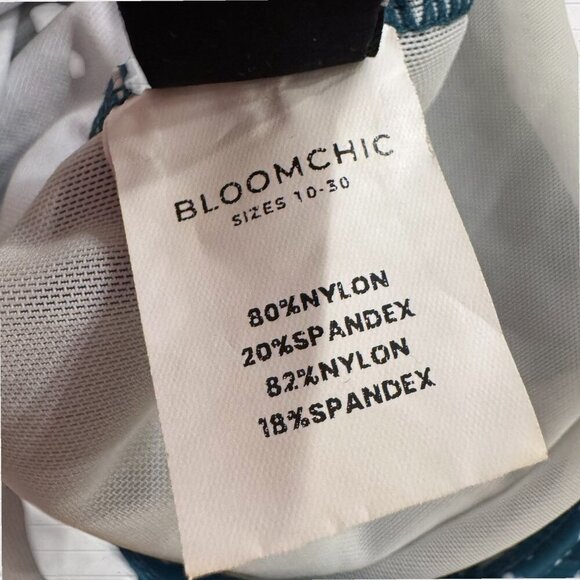 BLOOMCHIC
SIZES 10-30
80%NYLON
20%SPANDEX
82%NYLON
18%SPANDEX